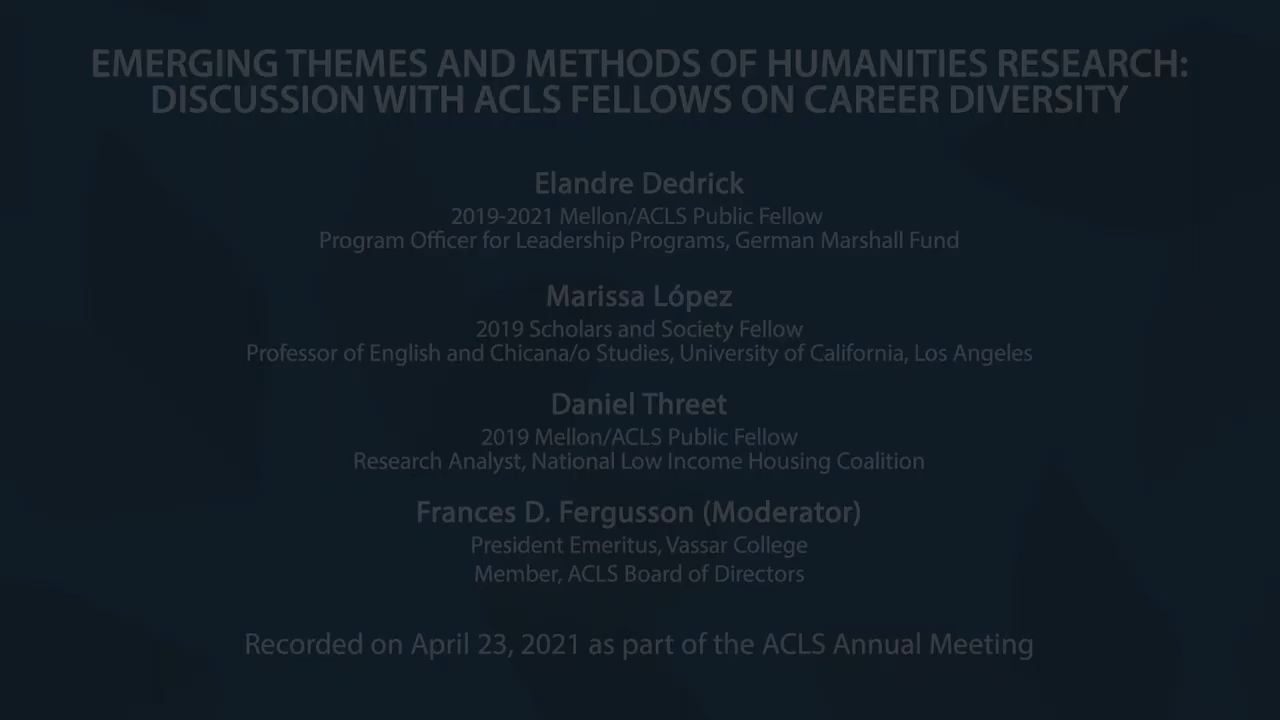 EMERGING THEMES AND METHODS OF HUMANITIES RESEARCH:
DISCUSSION WITH ACLS FELLOWS ON CAREER DIVERSITY
Elandre Dedrick
2019-2021 Mellon/ACLS Public Fellow
Program Officer for Leadership Programs, German Marshall Fund
Marissa López
2019 Scholars and Society Fellow
Professor of English and Chicana/o Studies, University of California, Los Angeles
Daniel Threet
2019 Mellon/ACLS Public Fellow
Research Analyst, National Low Income Housing Coalition
Frances D. Fergusson (Moderator)
President Emeritus, Vassar College
Member, ACLS Board of Directors
Recorded on April 23, 2021 as part of the ACLS Annual Meeting